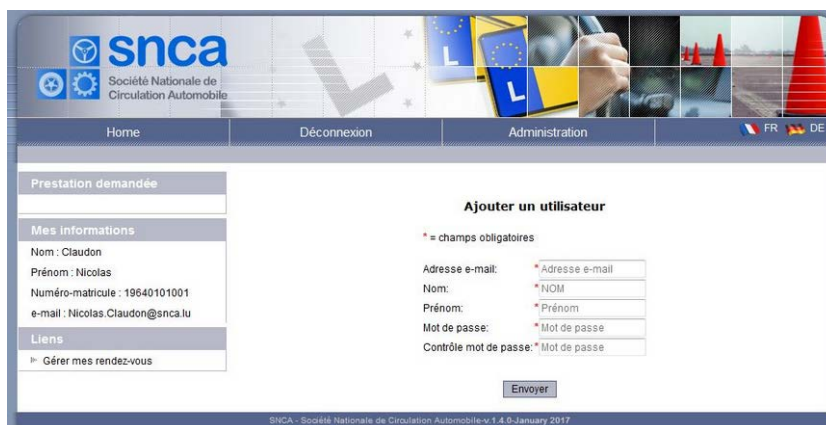 snca
Société Nationale de
Circulation Automobile
L
L
L
Home
Déconnexion
Administration
FR
DE
Prestation demandée
Mes informations
Nom : Claudon
Prénom : Nicolas
Numéro-matricule : 19640101001
e-mail : Nicolas.Claudon@snca.lu
Liens
Gérer mes rendez-vous
Ajouter un utilisateur
* = champs obligatoires
Adresse e-mail: * Adresse e-mail
Nom: * NOM
Prénom: * Prénom
Mot de passe: * Mot de passe
Contrôle mot de passe: * Mot de passe
Envoyer
SNCA - Société Nationale de Circulation Automobile-v.1.4.0-January 2017